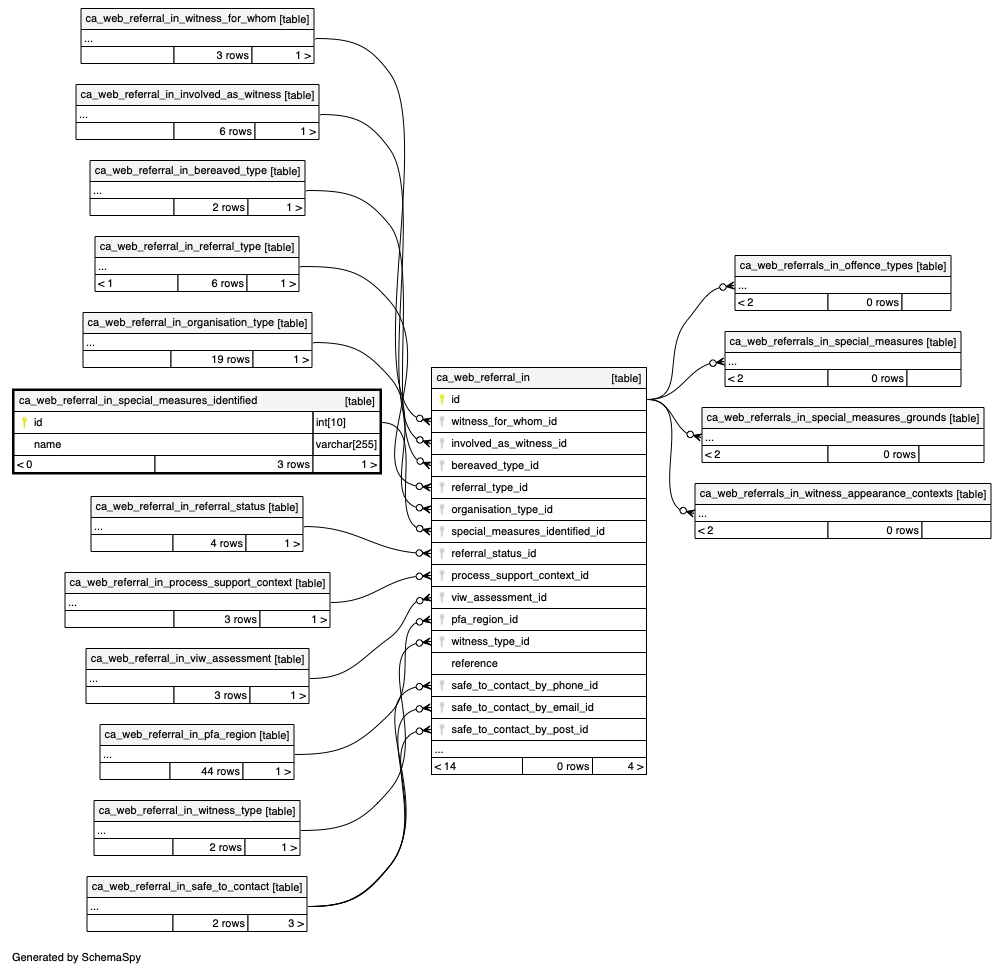 ca_web_referral_in_witness_for_whom [table]
...
3 rows 1 >
ca_web_referral_in_involved_as_witness [table]
...
6 rows 1 >
ca_web_referral_in_bereaved_type [table]
...
2 rows 1 >
ca_web_referral_in_referral_type [table]
...
< 1 6 rows 1 >
ca_web_referral_in_organisation_type [table]
...
19 rows 1 >
ca_web_referral_in_special_measures_identified [table]
id int[10]
name varchar[255]
< 0 3 rows 1 >
ca_web_referral_in_referral_status [table]
...
4 rows 1 >
ca_web_referral_in_process_support_context [table]
...
3 rows 1 >
ca_web_referral_in_viw_assessment [table]
...
3 rows 1 >
ca_web_referral_in_pfa_region [table]
...
44 rows 1 >
ca_web_referral_in_witness_type [table]
...
2 rows 1 >
ca_web_referral_in_safe_to_contact [table]
...
2 rows 3 >
ca_web_referral_in [table]
id
witness_for_whom_id
involved_as_witness_id
bereaved_type_id
referral_type_id
organisation_type_id
special_measures_identified_id
referral_status_id
process_support_context_id
viw_assessment_id
pfa_region_id
witness_type_id
reference
safe_to_contact_by_phone_id
safe_to_contact_by_email_id
safe_to_contact_by_post_id
...
< 14 0 rows 4 >
ca_web_referrals_in_offence_types [table]
...
< 2 0 rows
ca_web_referrals_in_special_measures [table]
...
< 2 0 rows
ca_web_referrals_in_special_measures_grounds [table]
...
< 2 0 rows
ca_web_referrals_in_witness_appearance_contexts [table]
...
< 2 0 rows
Generated by SchemaSpy